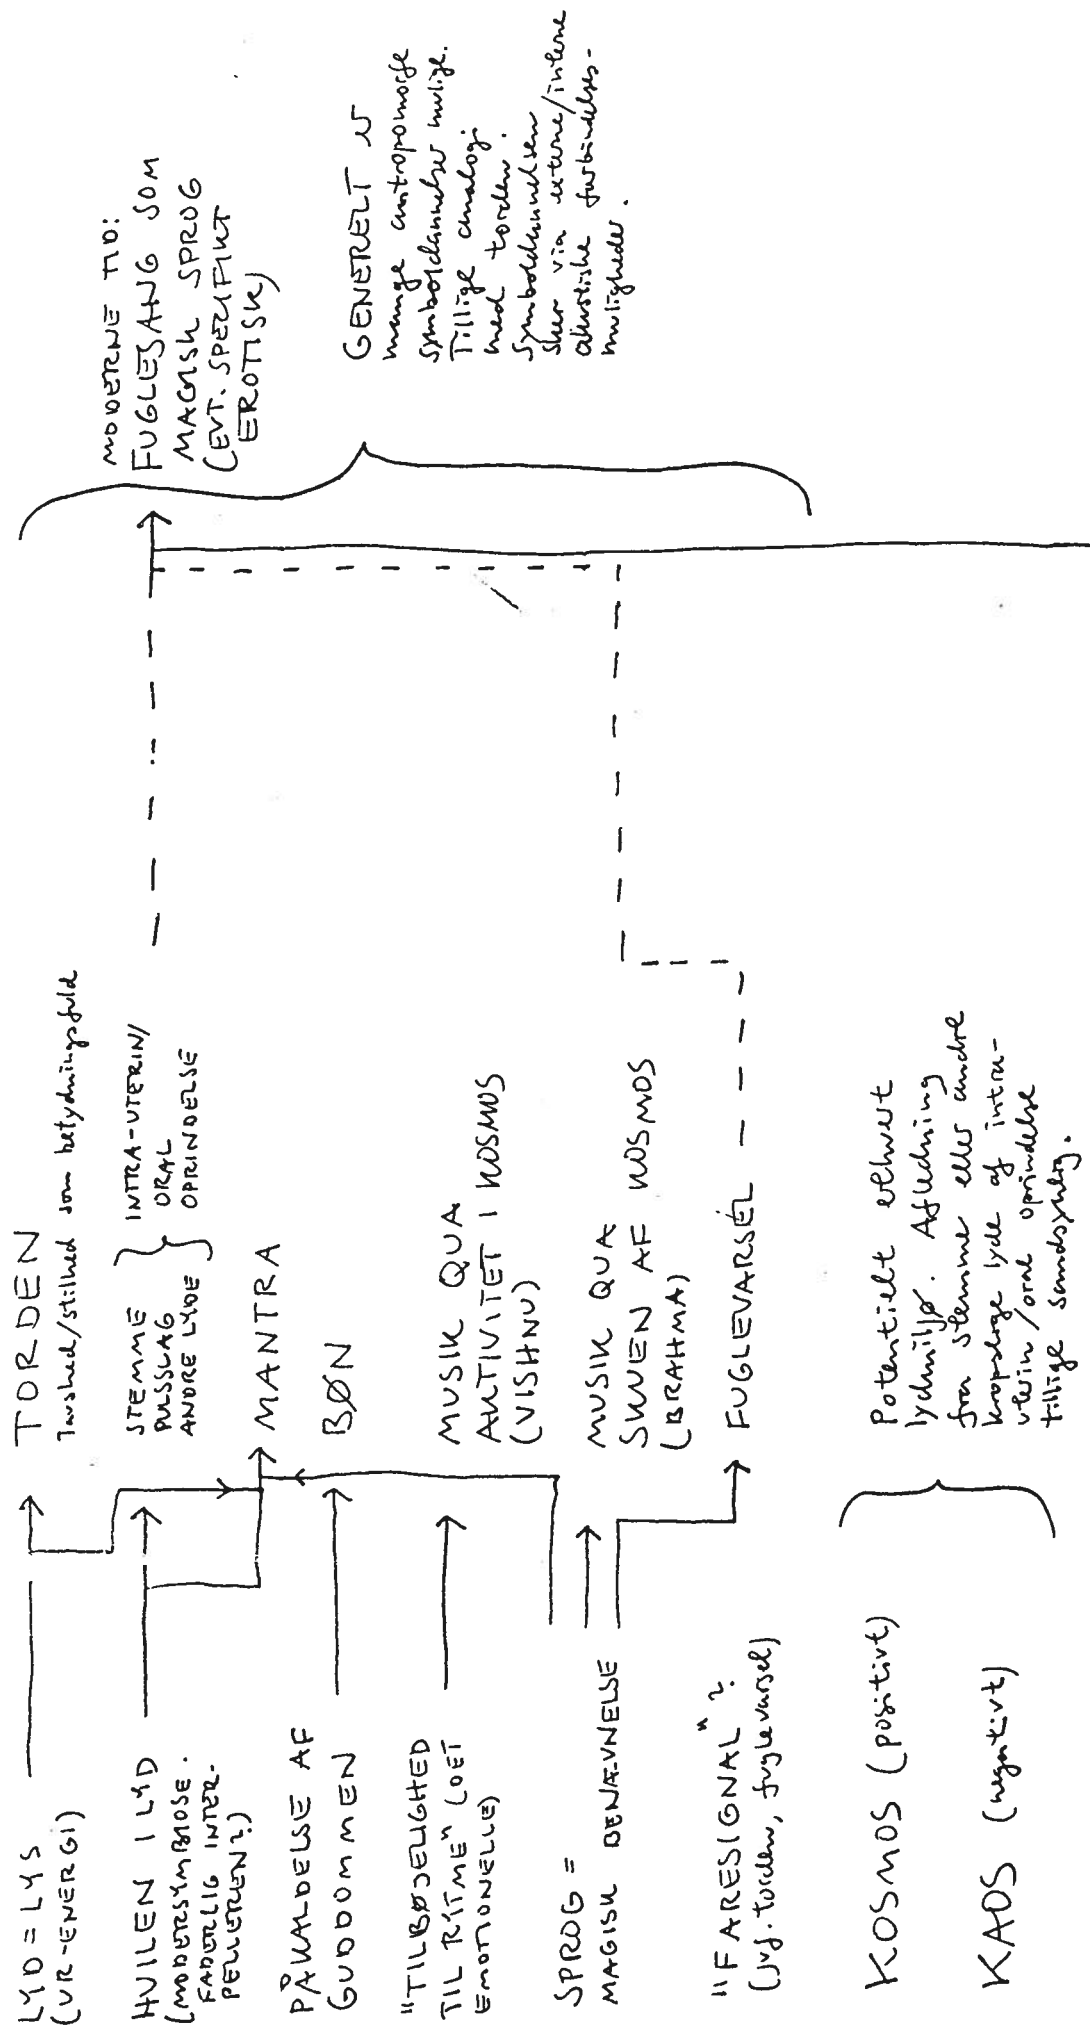 LYD = LYS
(UR-ENERGI)
HVILEN I LYD
(MODERSYMBIOSE.
FADERLIG INTER-
PELLEREN?)
PÅKALDELSE AF
GUDDOMMEN
"TILBØJELIGHED
TIL RYTME" (DET
EMOTIONELLE)
SPROG =
MAGISK BENÆVNELSE
"FARESIGNAL"?
(jvf. torden, fuglevarsel)
KOSMOS (positivt)
KAOS (negativt)
TORDEN
Tavshed/stilhed som betydningsfuld
STEMME
PULSSLAG
ANDRE LYDE
INTRA-UTERIN/
ORAL
OPRINDELSE
MANTRA
BØN
MUSIK QUA
AKTIVITET I KOSMOS
(VISHNU)
MUSIK QUA
SKUEN AF KOSMOS
(BRAHMA)
FUGLEVARSEL
Potentielt ethvert
lydmiljø. Afledning
fra stemme eller andre
kropslige lyde af intra-
uterin/oral oprindelse
tillige sandsynlig.
MODERNE TID:
FUGLESANG SOM
MAGISK SPROG
(EVT. SPECIFIKT
EROTISK)
GENERELT er
mange antropomorfe
symboldannelser mulige.
Tillige analogi
med torden.
Symboldannelsen
sker via externe/interne
akustiske forbindelses-
muligheder.